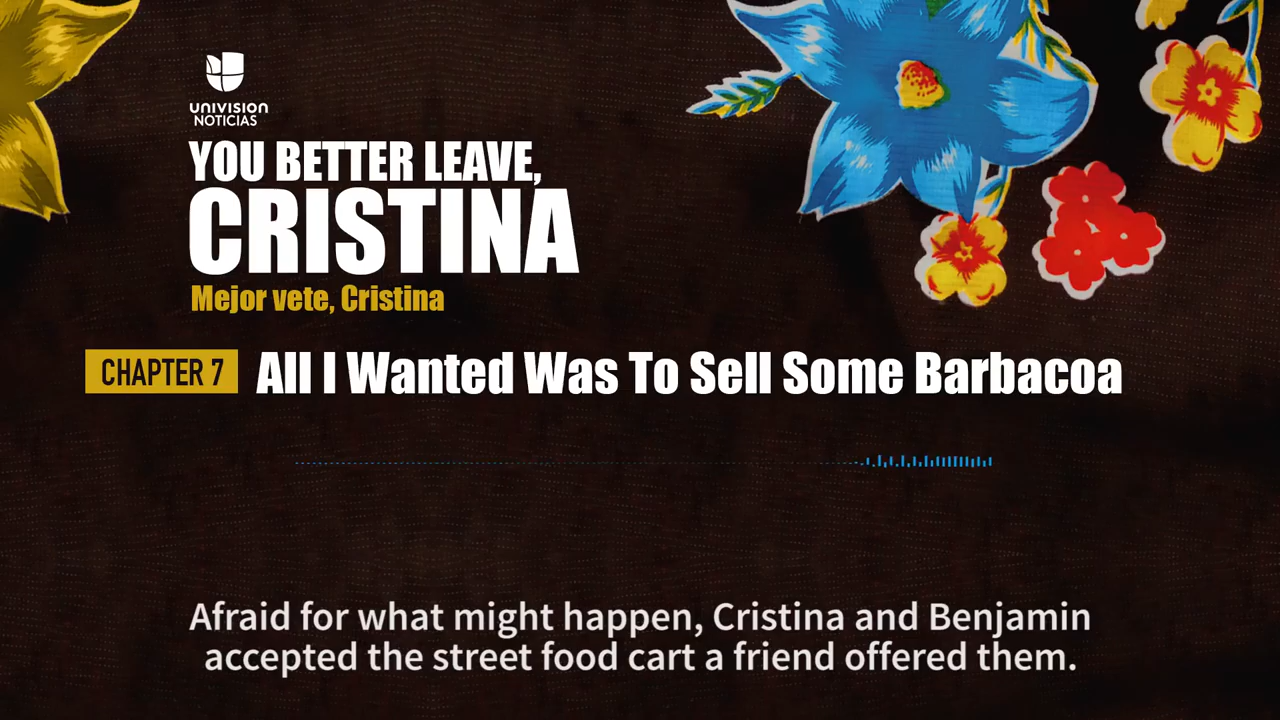 UNIVISION
NOTICIAS
YOU BETTER LEAVE,
CRISTINA
Mejor vete, Cristina
CHAPTER 7 All I Wanted Was To Sell Some Barbacoa
Afraid for what might happen, Cristina and Benjamin
accepted the street food cart a friend offered them.